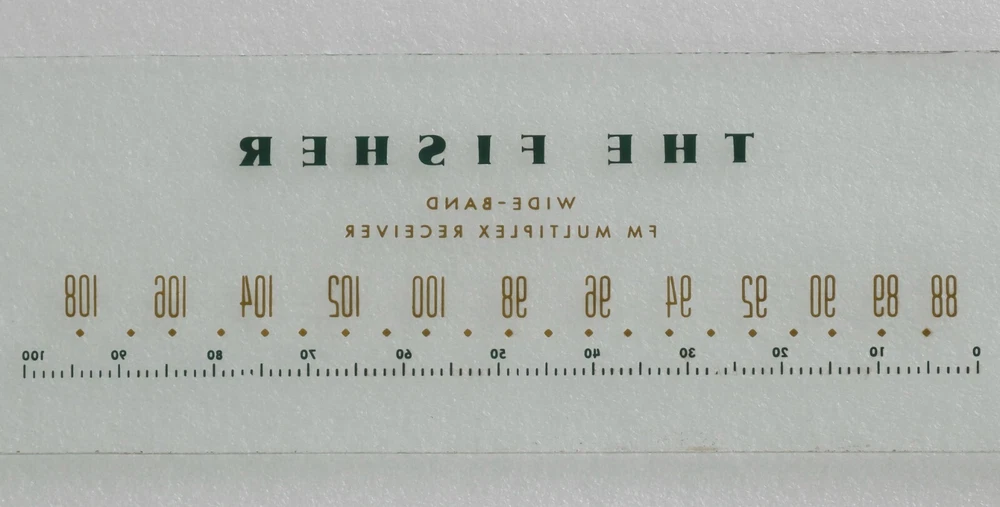 THE FISHER
WIDE-BAND
FM MULTIPLEX RECEIVER
88 89 90 92 94 96 98 100 102 104 106 108
0 10 20 30 40 50 60 70 80 90 100